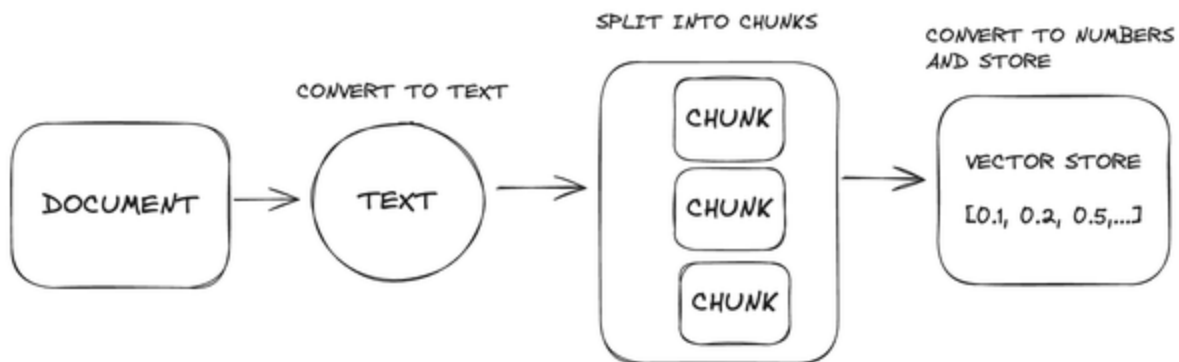 DOCUMENT
CONVERT TO TEXT
TEXT
SPLIT INTO CHUNKS
CHUNK
CHUNK
CHUNK
CONVERT TO NUMBERS
AND STORE
VECTOR STORE
[0.1, 0.2, 0.5,...]